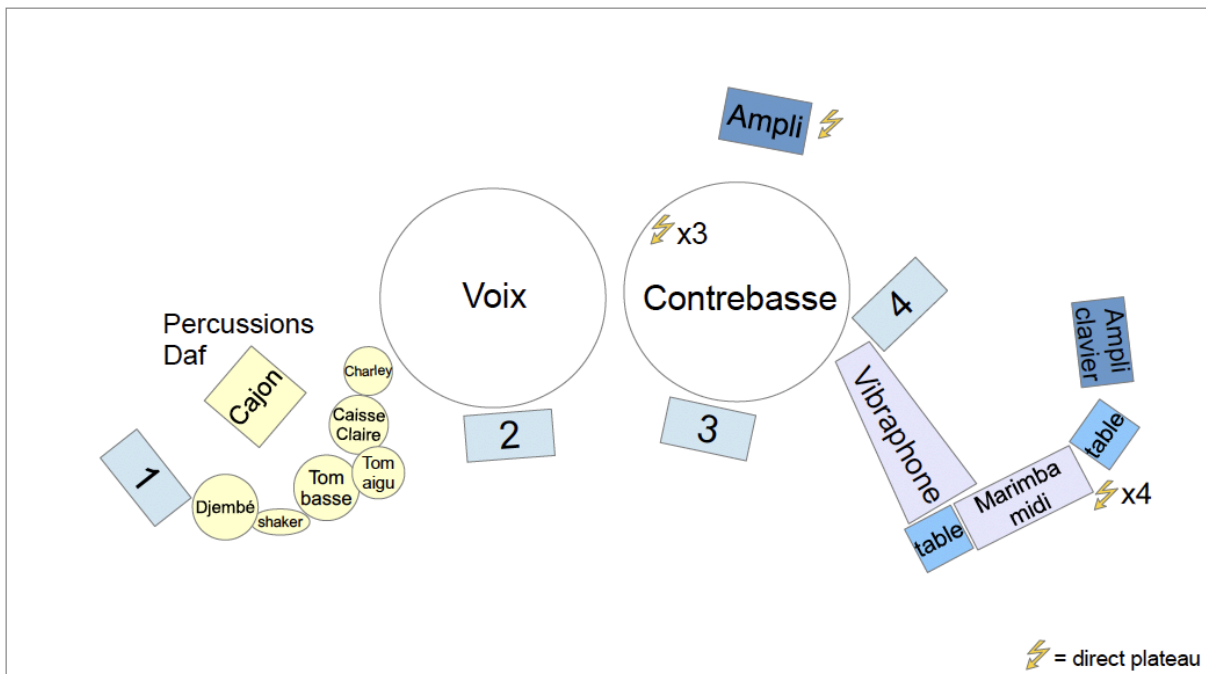 Ampli
x3
Voix
Contrebasse
4
Percussions
Daf
Cajon
Charley
Caisse
Claire
Tom
aigu
Tom
basse
Djembé
shaker
1
2
3
Vibraphone
Ampli
clavier
table
Marimba
midi
x4
table
= direct plateau